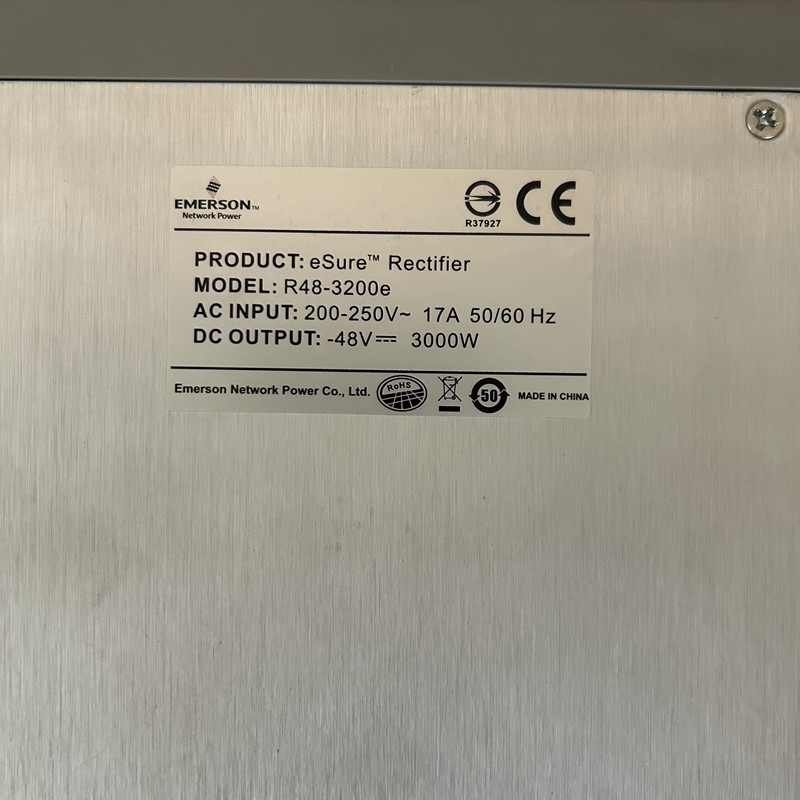 EMERSON™
Network Power
R37927
CE
PRODUCT: eSure™ Rectifier
MODEL: R48-3200e
AC INPUT: 200-250V~ 17A 50/60 Hz
DC OUTPUT: -48V⎓ 3000W
Emerson Network Power Co., Ltd.
RoHS
50
MADE IN CHINA